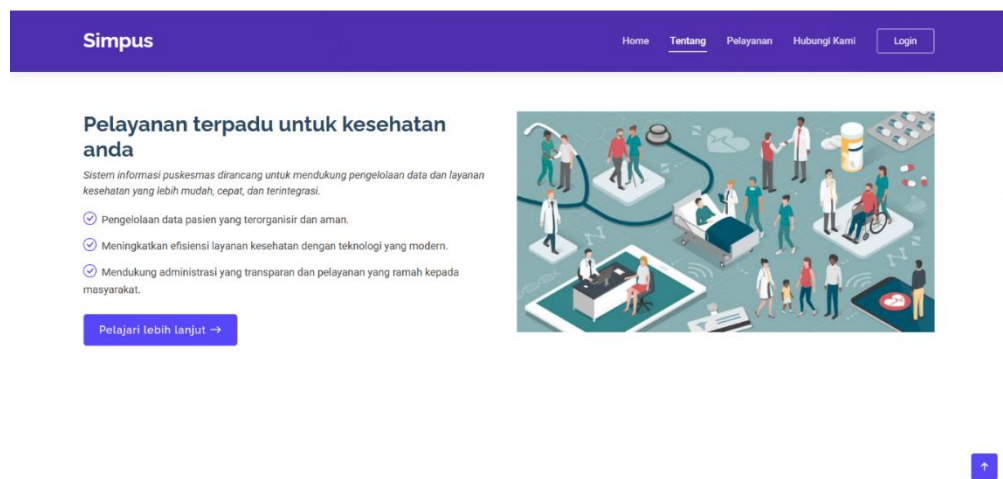 Simpus
Home Tentang Pelayanan Hubungi Kami Login
Pelayanan terpadu untuk kesehatan
anda
Sistem informasi puskesmas dirancang untuk mendukung pengelolaan data dan layanan
kesehatan yang lebih mudah, cepat, dan terintegrasi.
Pengelolaan data pasien yang terorganisir dan aman.
Meningkatkan efisiensi layanan kesehatan dengan teknologi yang modern.
Mendukung administrasi yang transparan dan pelayanan yang ramah kepada
masyarakat.
Pelajari lebih lanjut →